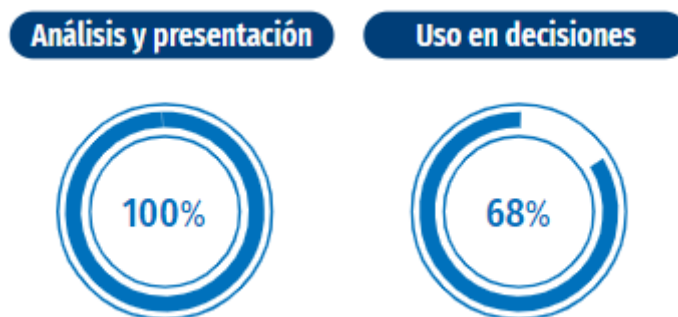 Análisis y presentación
Uso en decisiones
100%
68%